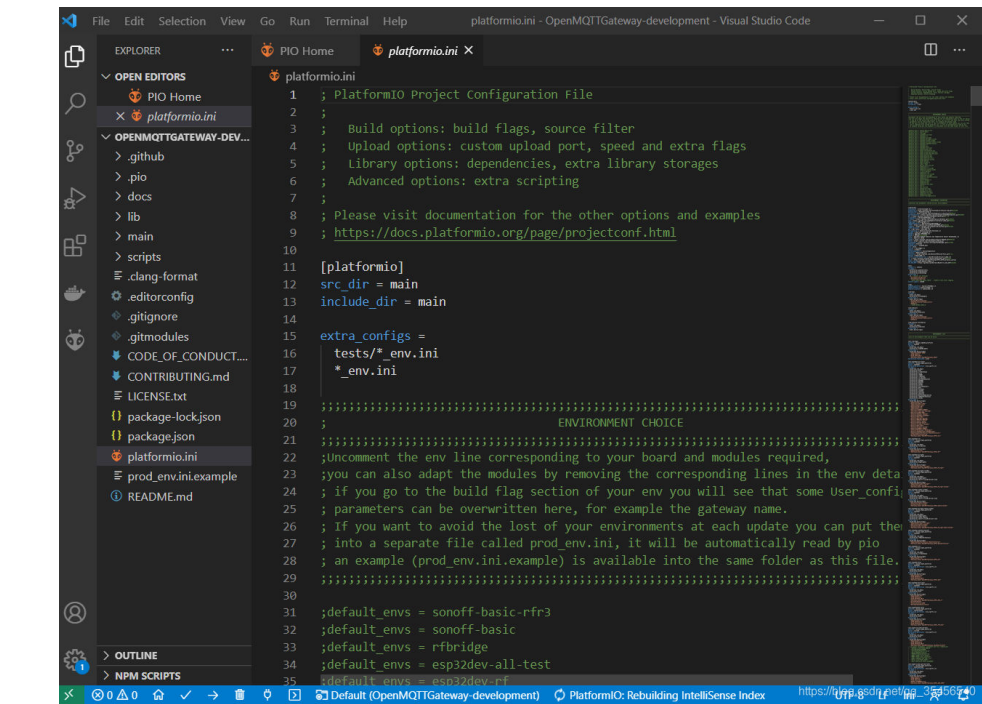 File Edit Selection View Go Run Terminal Help platformio.ini - OpenMQTTGateway-development - Visual Studio Code
EXPLORER
PIO Home
platformio.ini
OPEN EDITORS
PIO Home
platformio.ini
OPENMQTTGATEWAY-DEV...
.github
.pio
docs
lib
main
scripts
.clang-format
.editorconfig
.gitignore
.gitmodules
CODE_OF_CONDUCT....
CONTRIBUTING.md
LICENSE.txt
package-lock.json
package.json
platformio.ini
prod_env.ini.example
README.md
OUTLINE
NPM SCRIPTS
platformio.ini
1 ; PlatformIO Project Configuration File
2 ;
3 ;   Build options: build flags, source filter
4 ;   Upload options: custom upload port, speed and extra flags
5 ;   Library options: dependencies, extra library storages
6 ;   Advanced options: extra scripting
7 ;
8 ; Please visit documentation for the other options and examples
9 ; https://docs.platformio.org/page/projectconf.html
10
11 [platformio]
12 src_dir = main
13 include_dir = main
14
15 extra_configs =
16   tests/*_env.ini
17   *_env.ini
18
19 ;;;;;;;;;;;;;;;;;;;;;;;;;;;;;;;;;;;;;;;;;;;;;;;;;;;;;;;;;;;;;;;;;;;;;;;;;;;;;;;;;;;
20 ; ENVIRONMENT CHOICE
21 ;;;;;;;;;;;;;;;;;;;;;;;;;;;;;;;;;;;;;;;;;;;;;;;;;;;;;;;;;;;;;;;;;;;;;;;;;;;;;;;;;;;
22 ;Uncomment the env line corresponding to your board and modules required,
23 ;you can also adapt the modules by removing the corresponding lines in the env deta
24 ; if you go to the build flag section of your env you will see that some User_config
25 ; parameters can be overwritten here, for example the gateway name.
26 ; If you want to avoid the lost of your environments at each update you can put the
27 ; into a separate file called prod_env.ini, it will be automatically read by pio
28 ; an example (prod_env.ini.example) is available into the same folder as this file.
29 ;;;;;;;;;;;;;;;;;;;;;;;;;;;;;;;;;;;;;;;;;;;;;;;;;;;;;;;;;;;;;;;;;;;;;;;;;;;;;;;;;;;
30
31 ;default_envs = sonoff-basic-rfr3
32 ;default_envs = sonoff-basic
33 ;default_envs = rfbridge
34 ;default_envs = esp32dev-all-test
35 ;default_envs = esp32dev-rf
1
0 0 Default (OpenMQTTGateway-development) PlatformIO: Rebuilding IntelliSense Index UTF-8 LF Ini